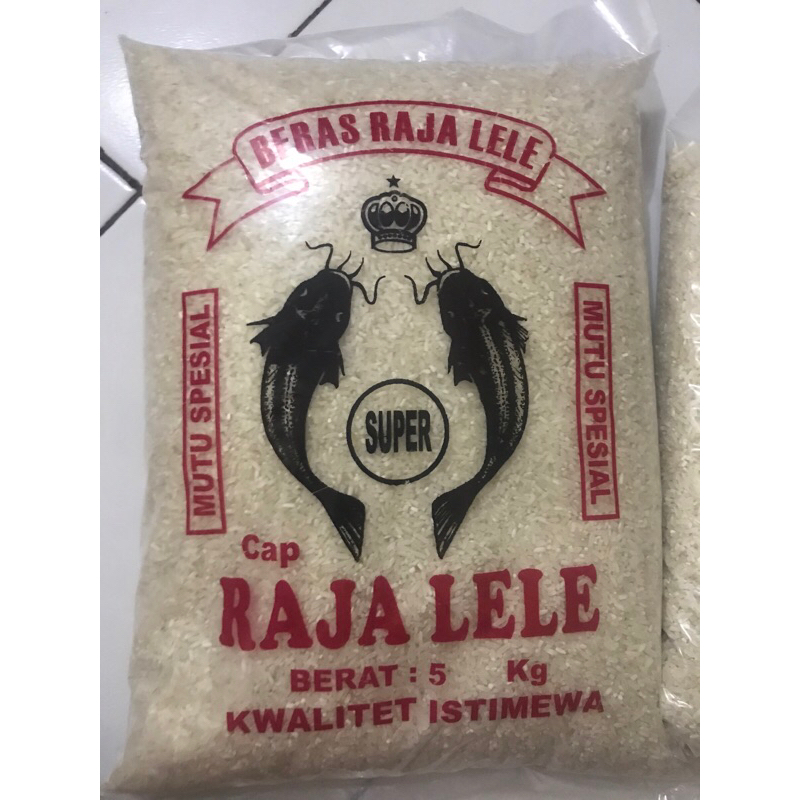 BERAS RAJA LELE
MUTU SPESIAL
MUTU SPESIAL
SUPER
Cap
RAJA LELE
BERAT : 5 Kg
KWALITET ISTIMEWA